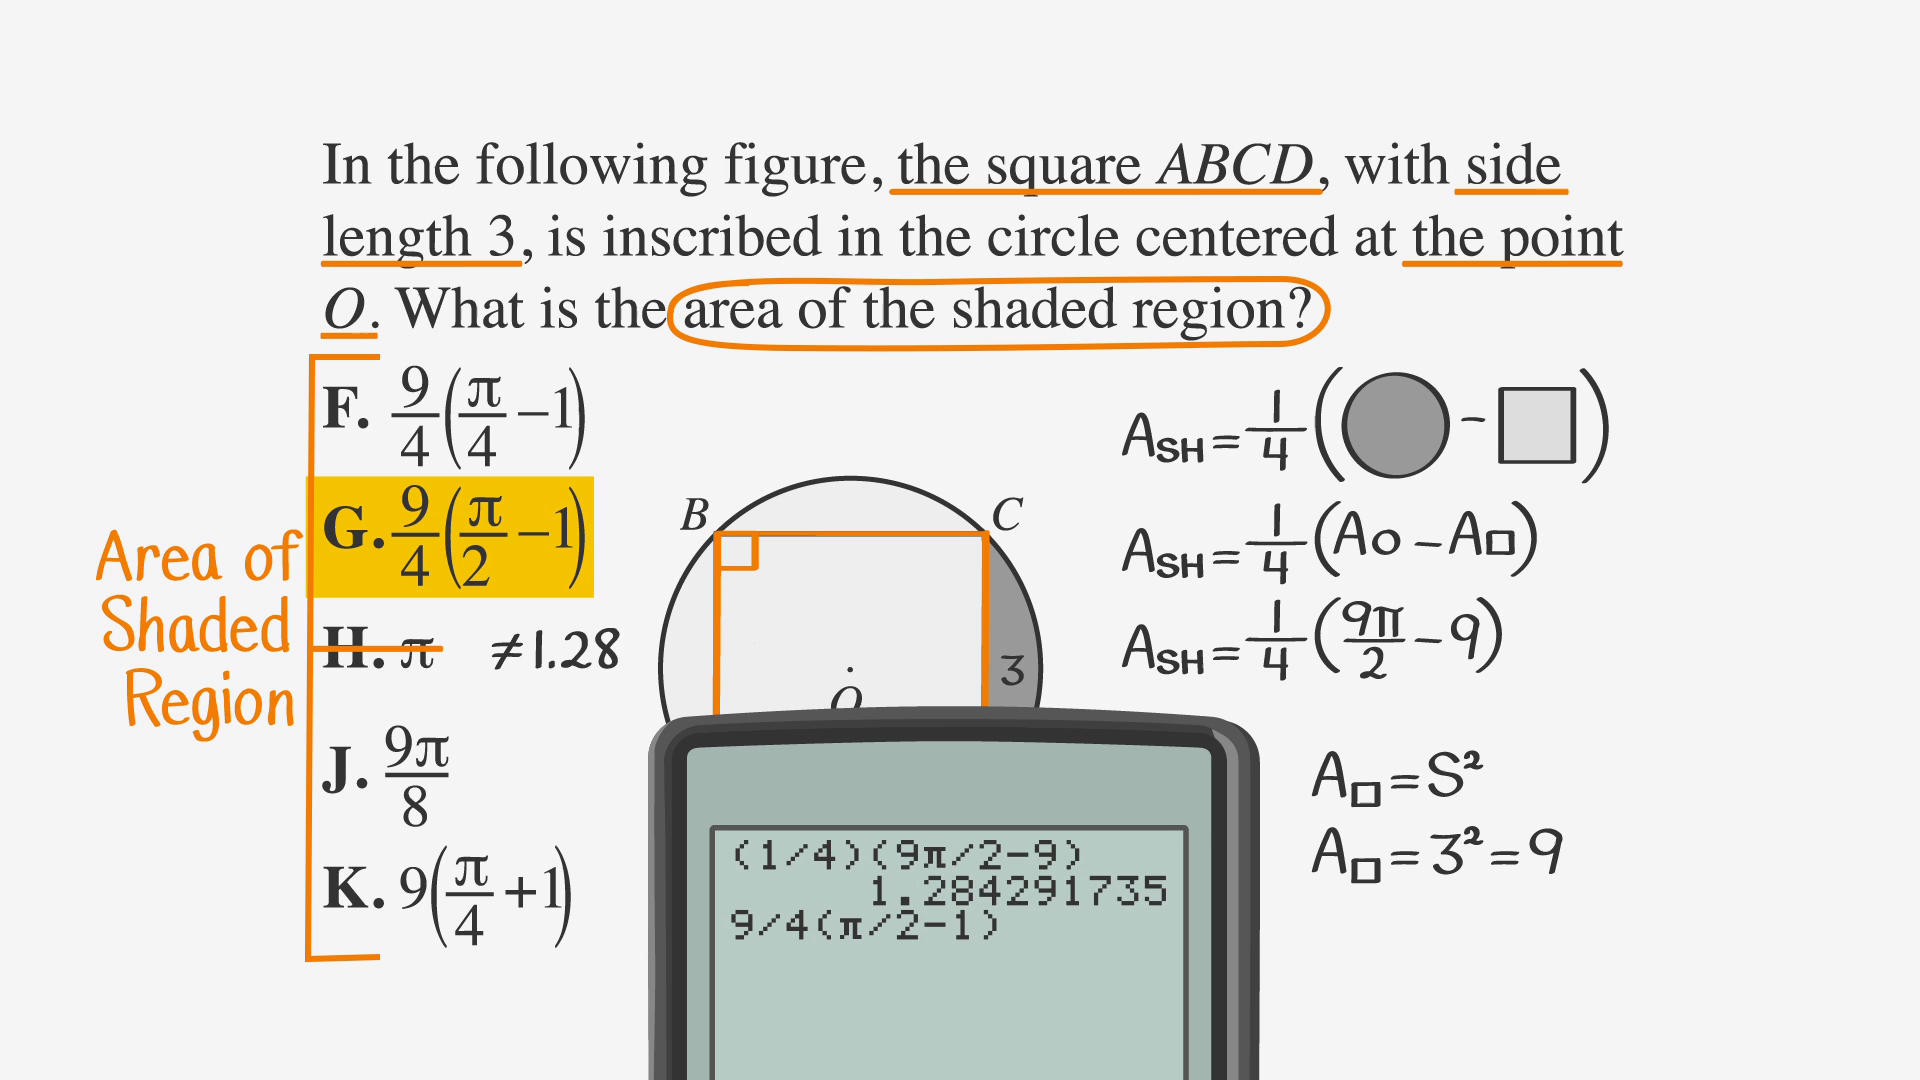 In the following figure, the square ABCD, with side
length 3, is inscribed in the circle centered at the point
O. What is the area of the shaded region?
F. 9/4(π/4−1)
G. 9/4(π/2−1)
H. π ≠1.28
J. 9π/8
K. 9(π/4+1)
Area of
Shaded
Region
B
C
3
O
A_SH = 1/4( − )
A_SH = 1/4(A○ − A□)
A_SH = 1/4(9π/2 − 9)
A□ = S²
A□ = 3² = 9
(1/4)(9π/2-9)
1.284291735
9/4(π/2-1)